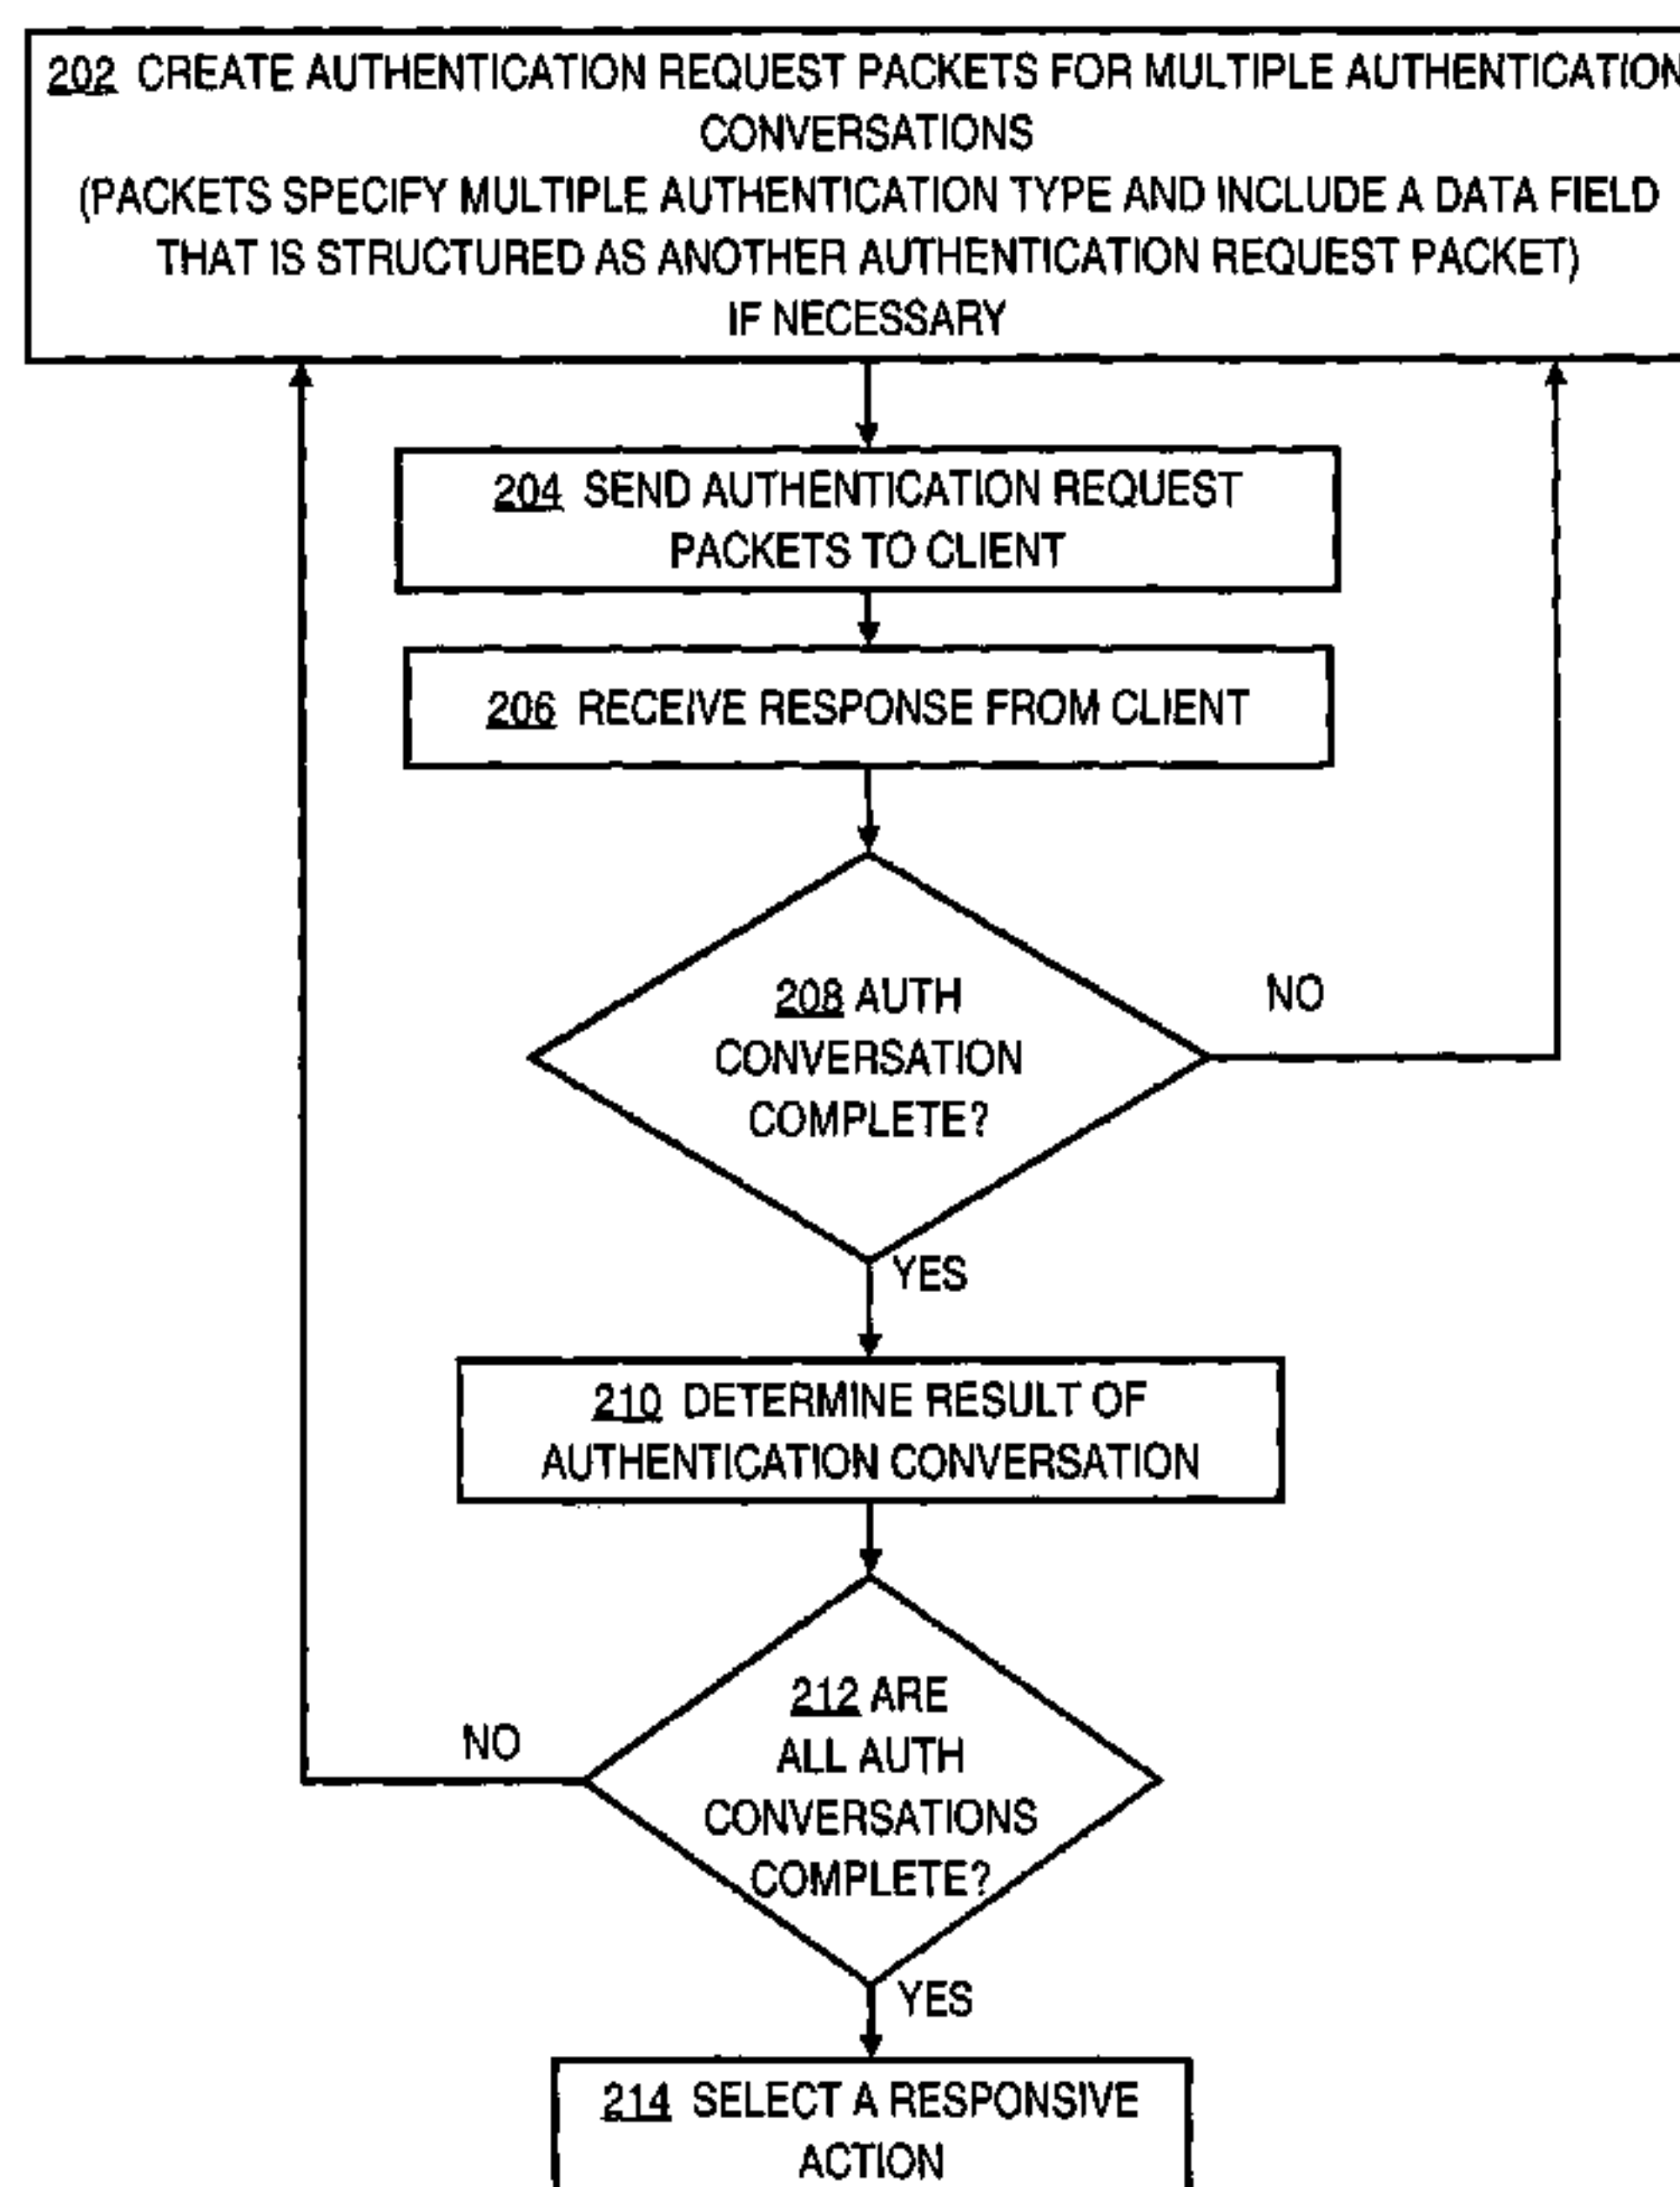 202 CREATE AUTHENTICATION REQUEST PACKETS FOR MULTIPLE AUTHENTICATION
CONVERSATIONS
(PACKETS SPECIFY MULTIPLE AUTHENTICATION TYPE AND INCLUDE A DATA FIELD
THAT IS STRUCTURED AS ANOTHER AUTHENTICATION REQUEST PACKET)
IF NECESSARY
204 SEND AUTHENTICATION REQUEST
PACKETS TO CLIENT
206 RECEIVE RESPONSE FROM CLIENT
208 AUTH
CONVERSATION
COMPLETE?
NO
YES
210 DETERMINE RESULT OF
AUTHENTICATION CONVERSATION
212 ARE
ALL AUTH
CONVERSATIONS
COMPLETE?
NO
YES
214 SELECT A RESPONSIVE
ACTION